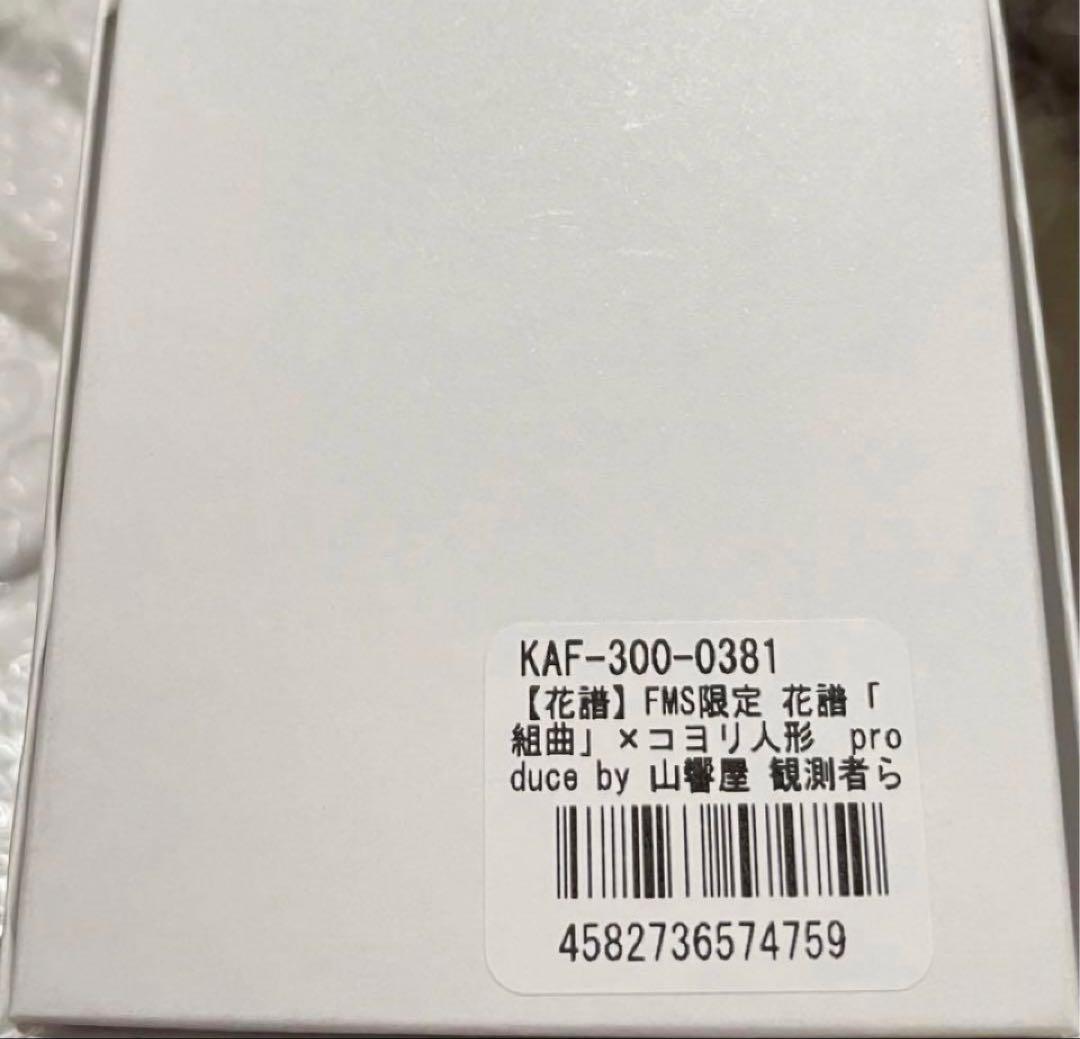 KAF-300-0381
【花譜】FMS限定 花譜「
組曲」×コヨリ人形　pro
duce by 山響屋 観測者ら
4582736574759